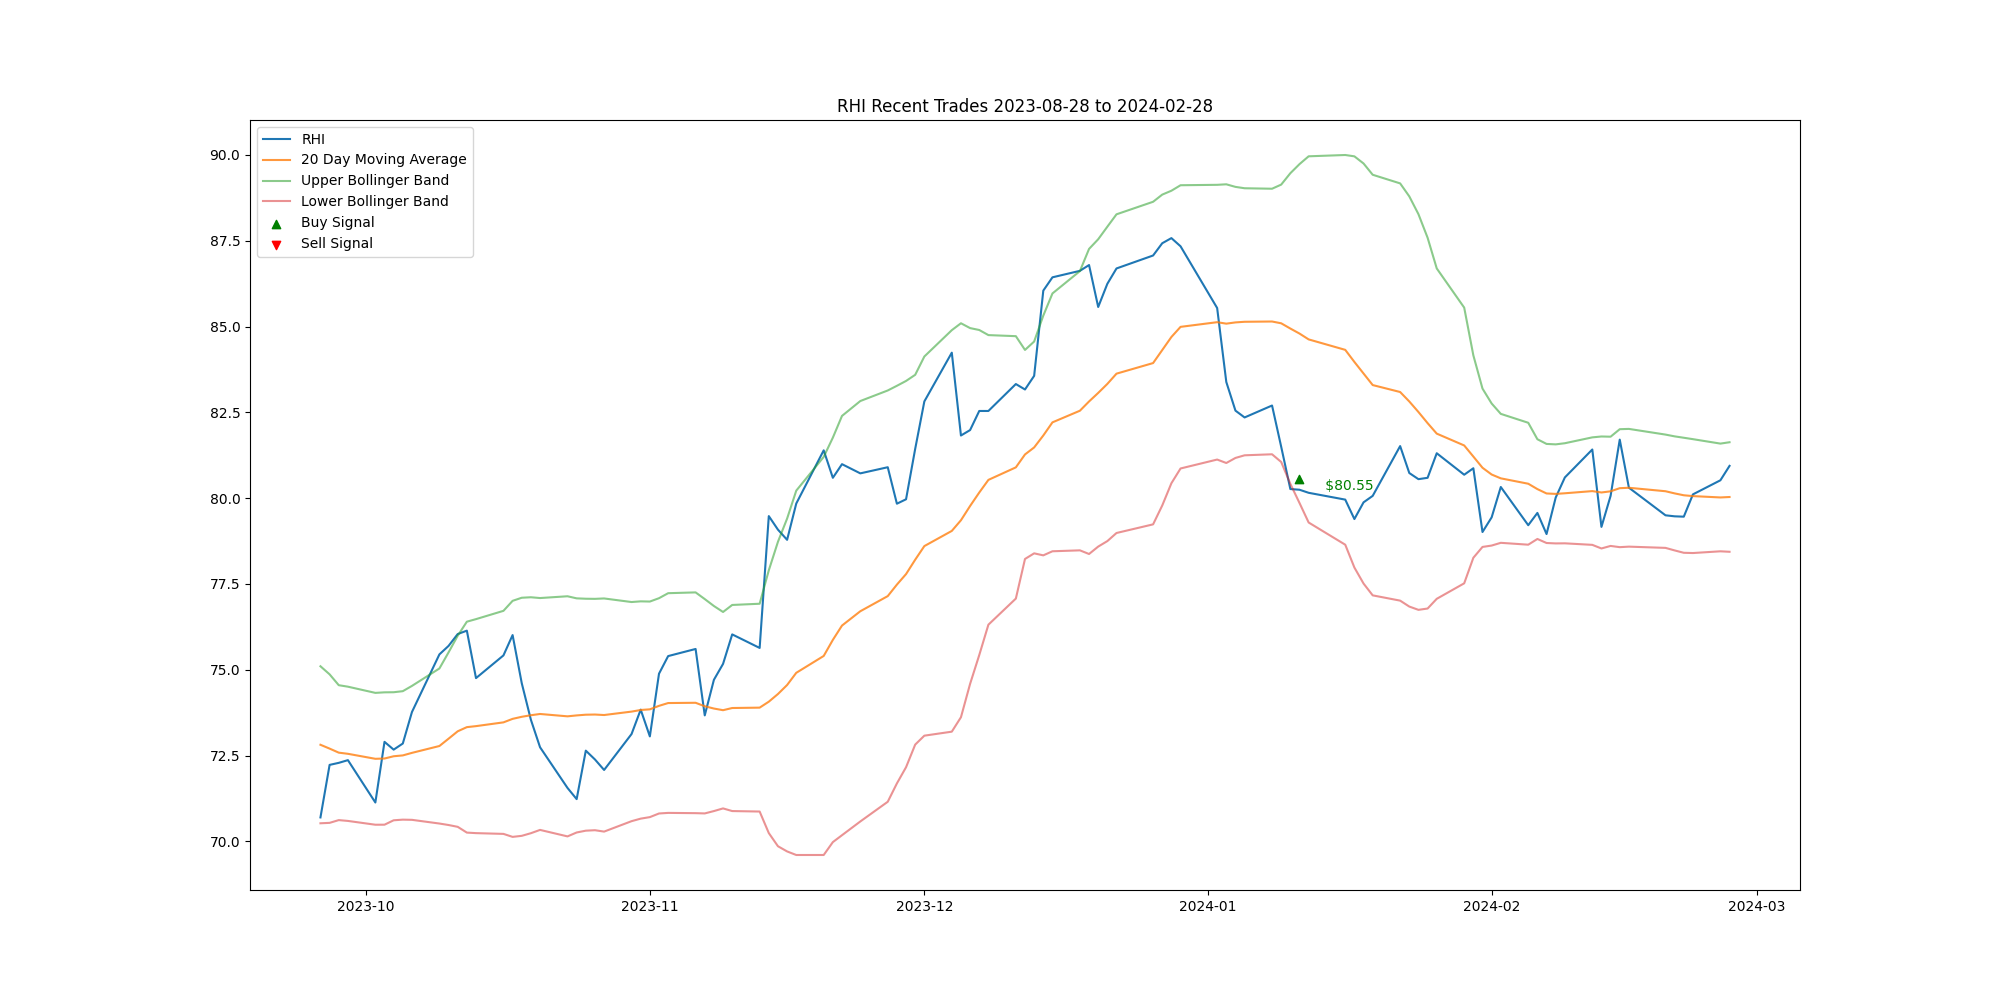 RHI Recent Trades 2023-08-28 to 2024-02-28
RHI
20 Day Moving Average
Upper Bollinger Band
Lower Bollinger Band
Buy Signal
Sell Signal
90.0
87.5
85.0
82.5
80.0
77.5
75.0
72.5
70.0
$80.55
2023-10
2023-11
2023-12
2024-01
2024-02
2024-03